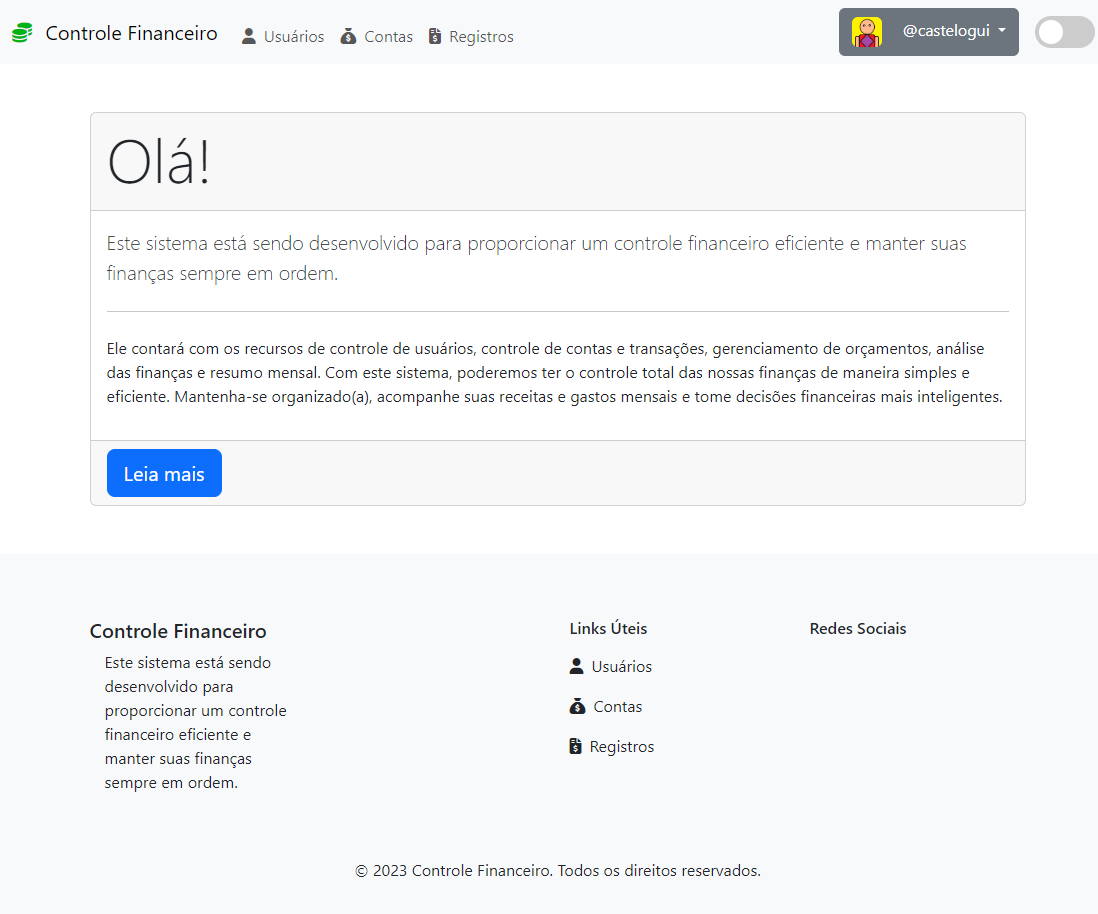 Controle Financeiro Usuários Contas Registros @castelogui
Olá!
Este sistema está sendo desenvolvido para proporcionar um controle financeiro eficiente e manter suas
finanças sempre em ordem.
Ele contará com os recursos de controle de usuários, controle de contas e transações, gerenciamento de orçamentos, análise
das finanças e resumo mensal. Com este sistema, poderemos ter o controle total das nossas finanças de maneira simples e
eficiente. Mantenha-se organizado(a), acompanhe suas receitas e gastos mensais e tome decisões financeiras mais inteligentes.
Leia mais
Controle Financeiro
Este sistema está sendo
desenvolvido para
proporcionar um controle
financeiro eficiente e
manter suas finanças
sempre em ordem.
Links Úteis
Usuários
Contas
Registros
Redes Sociais
© 2023 Controle Financeiro. Todos os direitos reservados.